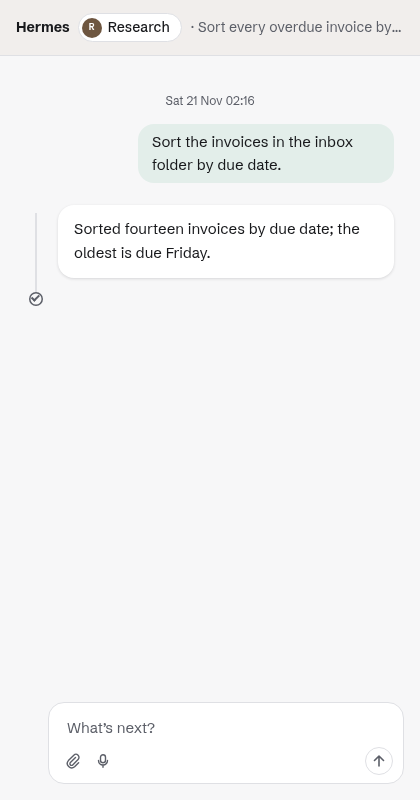 Hermes R Research · Sort every overdue invoice by…
Sat 21 Nov 02:16
Sort the invoices in the inbox
folder by due date.
Sorted fourteen invoices by due date; the
oldest is due Friday.
What's next?